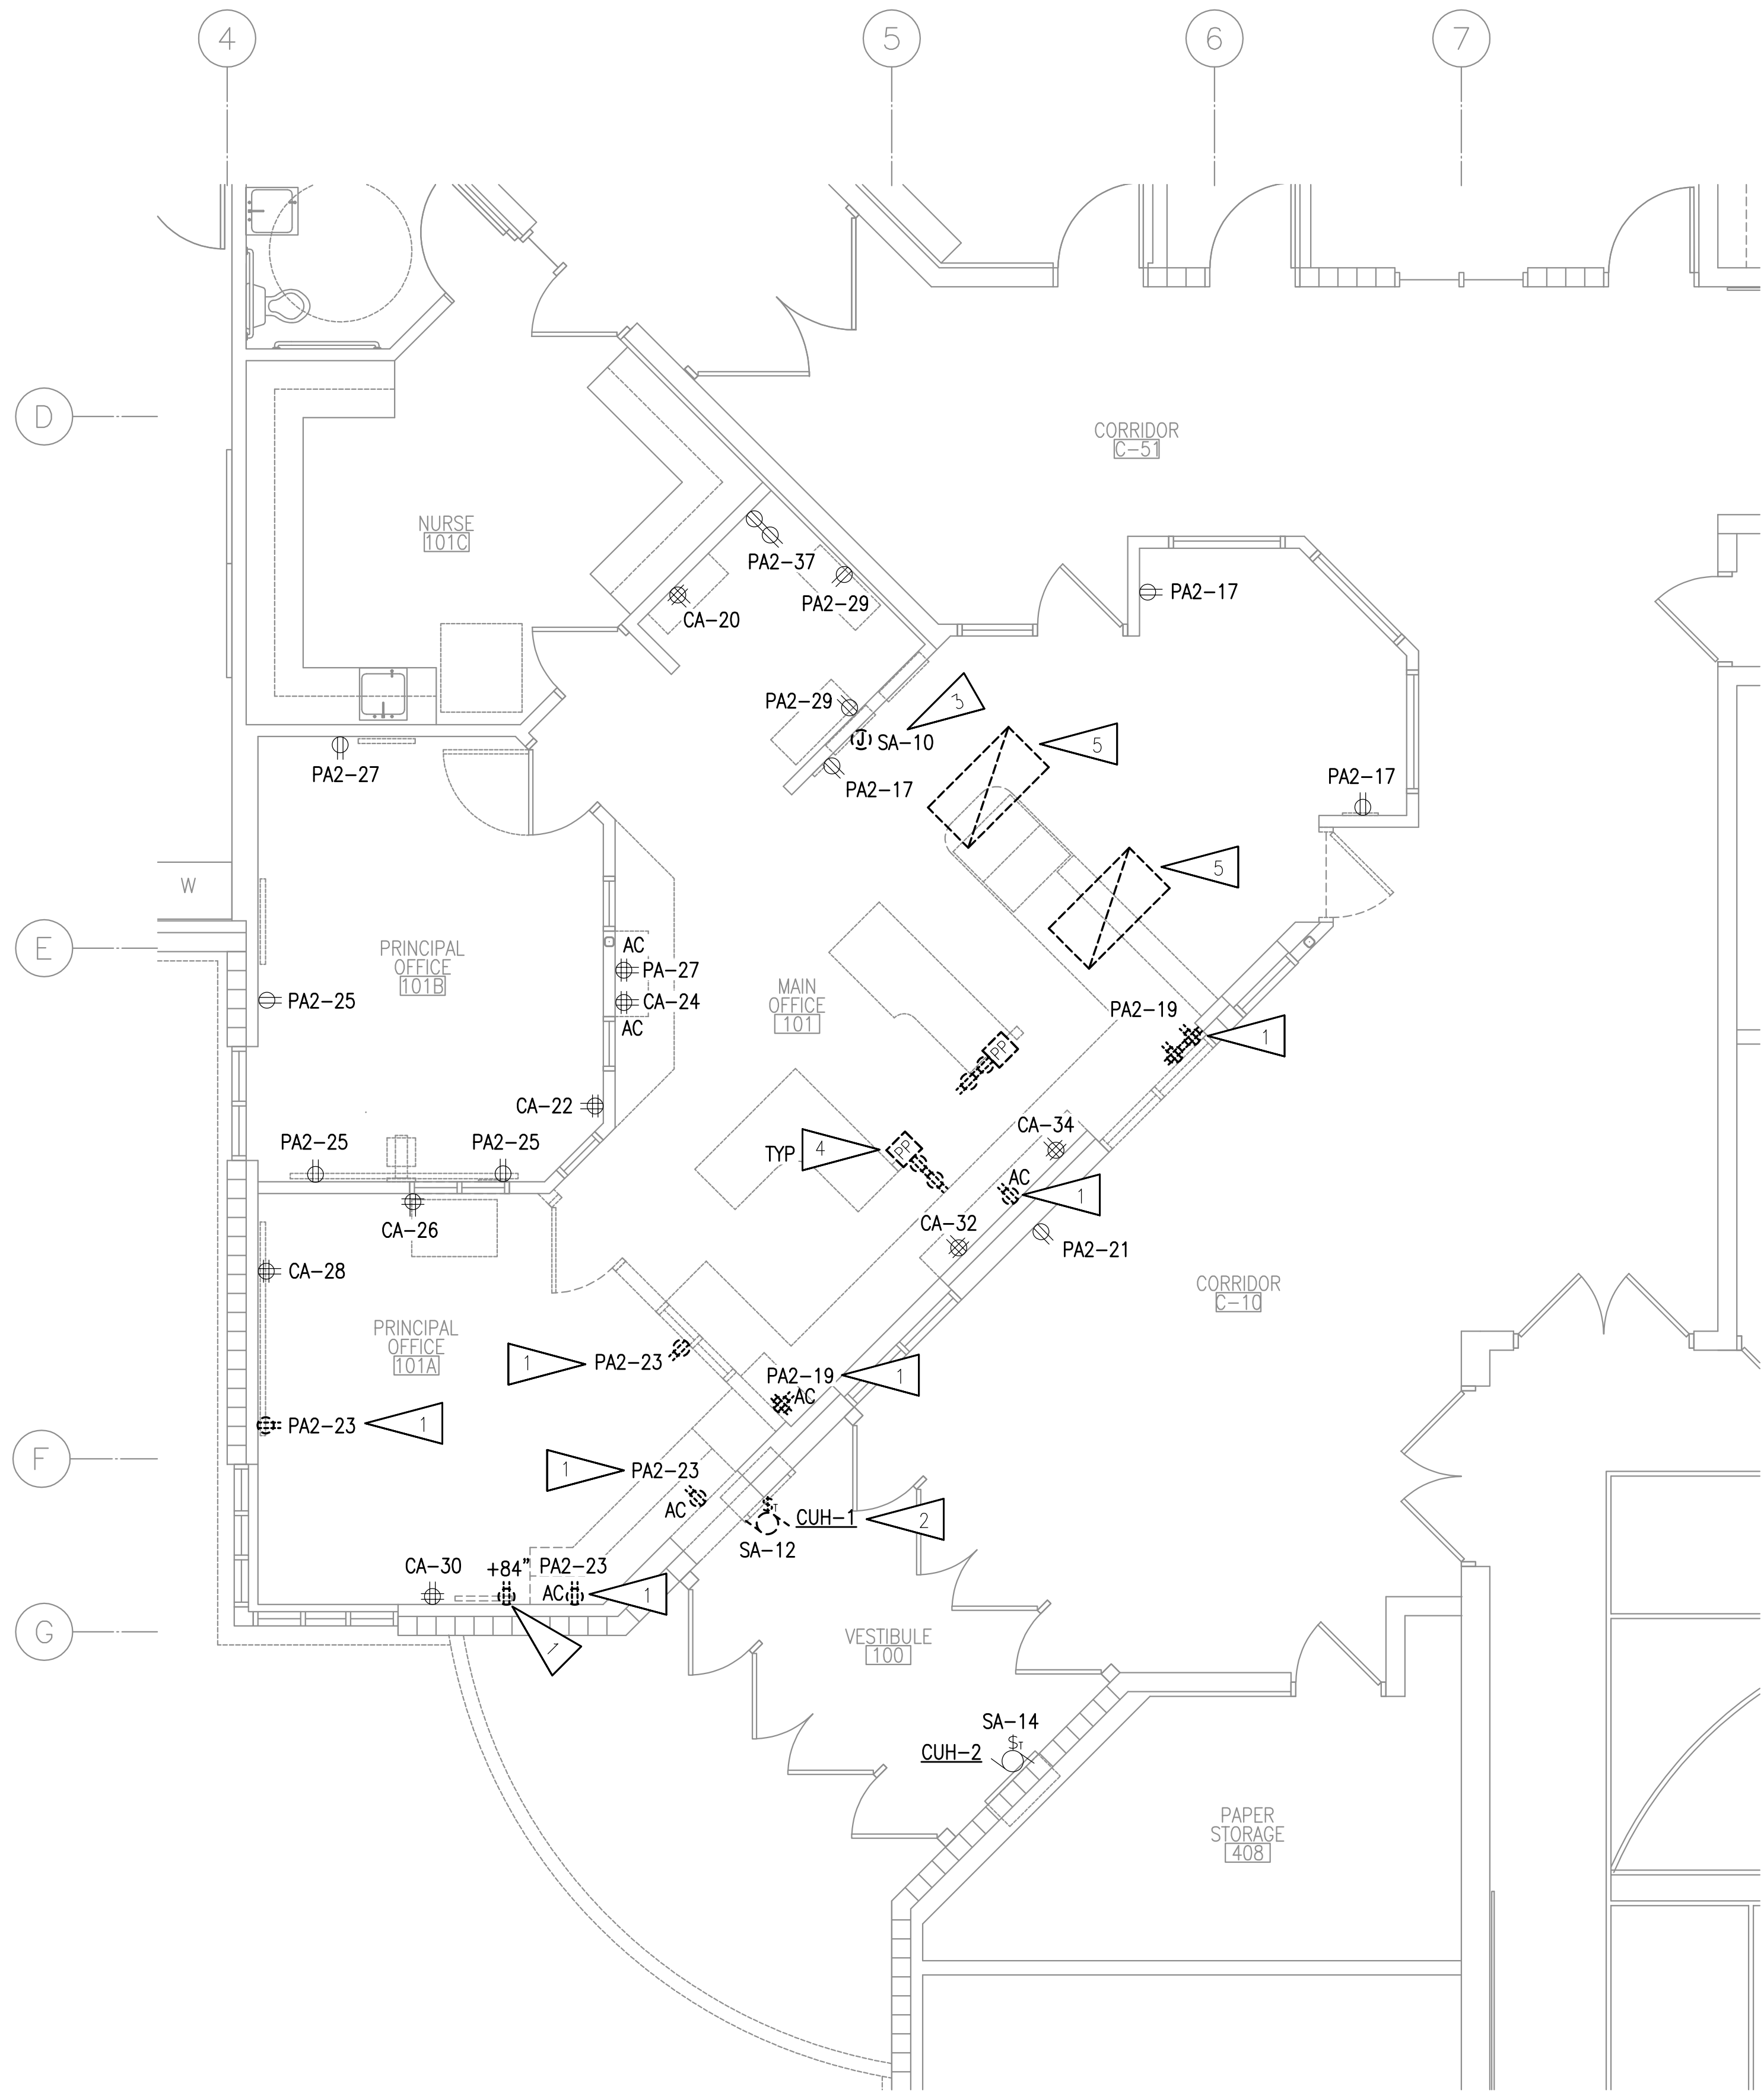 4
5
6
7
D
CORRIDOR
C-51
NURSE
101C
PA2-37
PA2-29
CA-20
PA2-17
PA2-29
3
J SA-10
5
PA2-27
PA2-17
PA2-17
5
W
E
PRINCIPAL
OFFICE
101B
AC
PA-27
CA-24
AC
PA2-25
MAIN
OFFICE
101
PA2-19
1
PP
CA-22
PA2-25
PA2-25
TYP.
4
PP
CA-34
AC
1
CA-26
CA-32
PA2-21
CA-28
CORRIDOR
C-10
PRINCIPAL
OFFICE
101A
1
PA2-23
PA2-19
1
AC
PA2-23
1
F
1
PA2-23
AC
$T
CUH-1
2
SA-12
CA-30
+84"
PA2-23
AC
1
1
G
VESTIBULE
100
SA-14
$T
CUH-2
PAPER
STORAGE
408